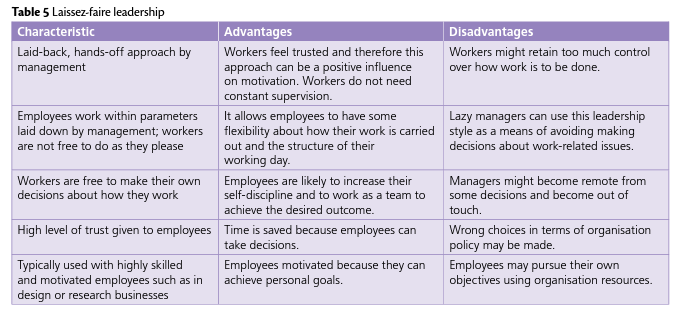 Table 5 Laissez-faire leadership
Characteristic Advantages Disadvantages
Laid-back, hands-off approach by
management
Workers feel trusted and therefore this
approach can be a positive influence
on motivation. Workers do not need
constant supervision.
Workers might retain too much control
over how work is to be done.
Employees work within parameters
laid down by management; workers
are not free to do as they please
It allows employees to have some
flexibility about how their work is carried
out and the structure of their
working day.
Lazy managers can use this leadership
style as a means of avoiding making
decisions about work-related issues.
Workers are free to make their own
decisions about how they work
Employees are likely to increase their
self-discipline and to work as a team to
achieve the desired outcome.
Managers might become remote from
some decisions and become out of
touch.
High level of trust given to employees
Time is saved because employees can
take decisions.
Wrong choices in terms of organisation
policy may be made.
Typically used with highly skilled
and motivated employees such as in
design or research businesses
Employees motivated because they can
achieve personal goals.
Employees may pursue their own
objectives using organisation resources.